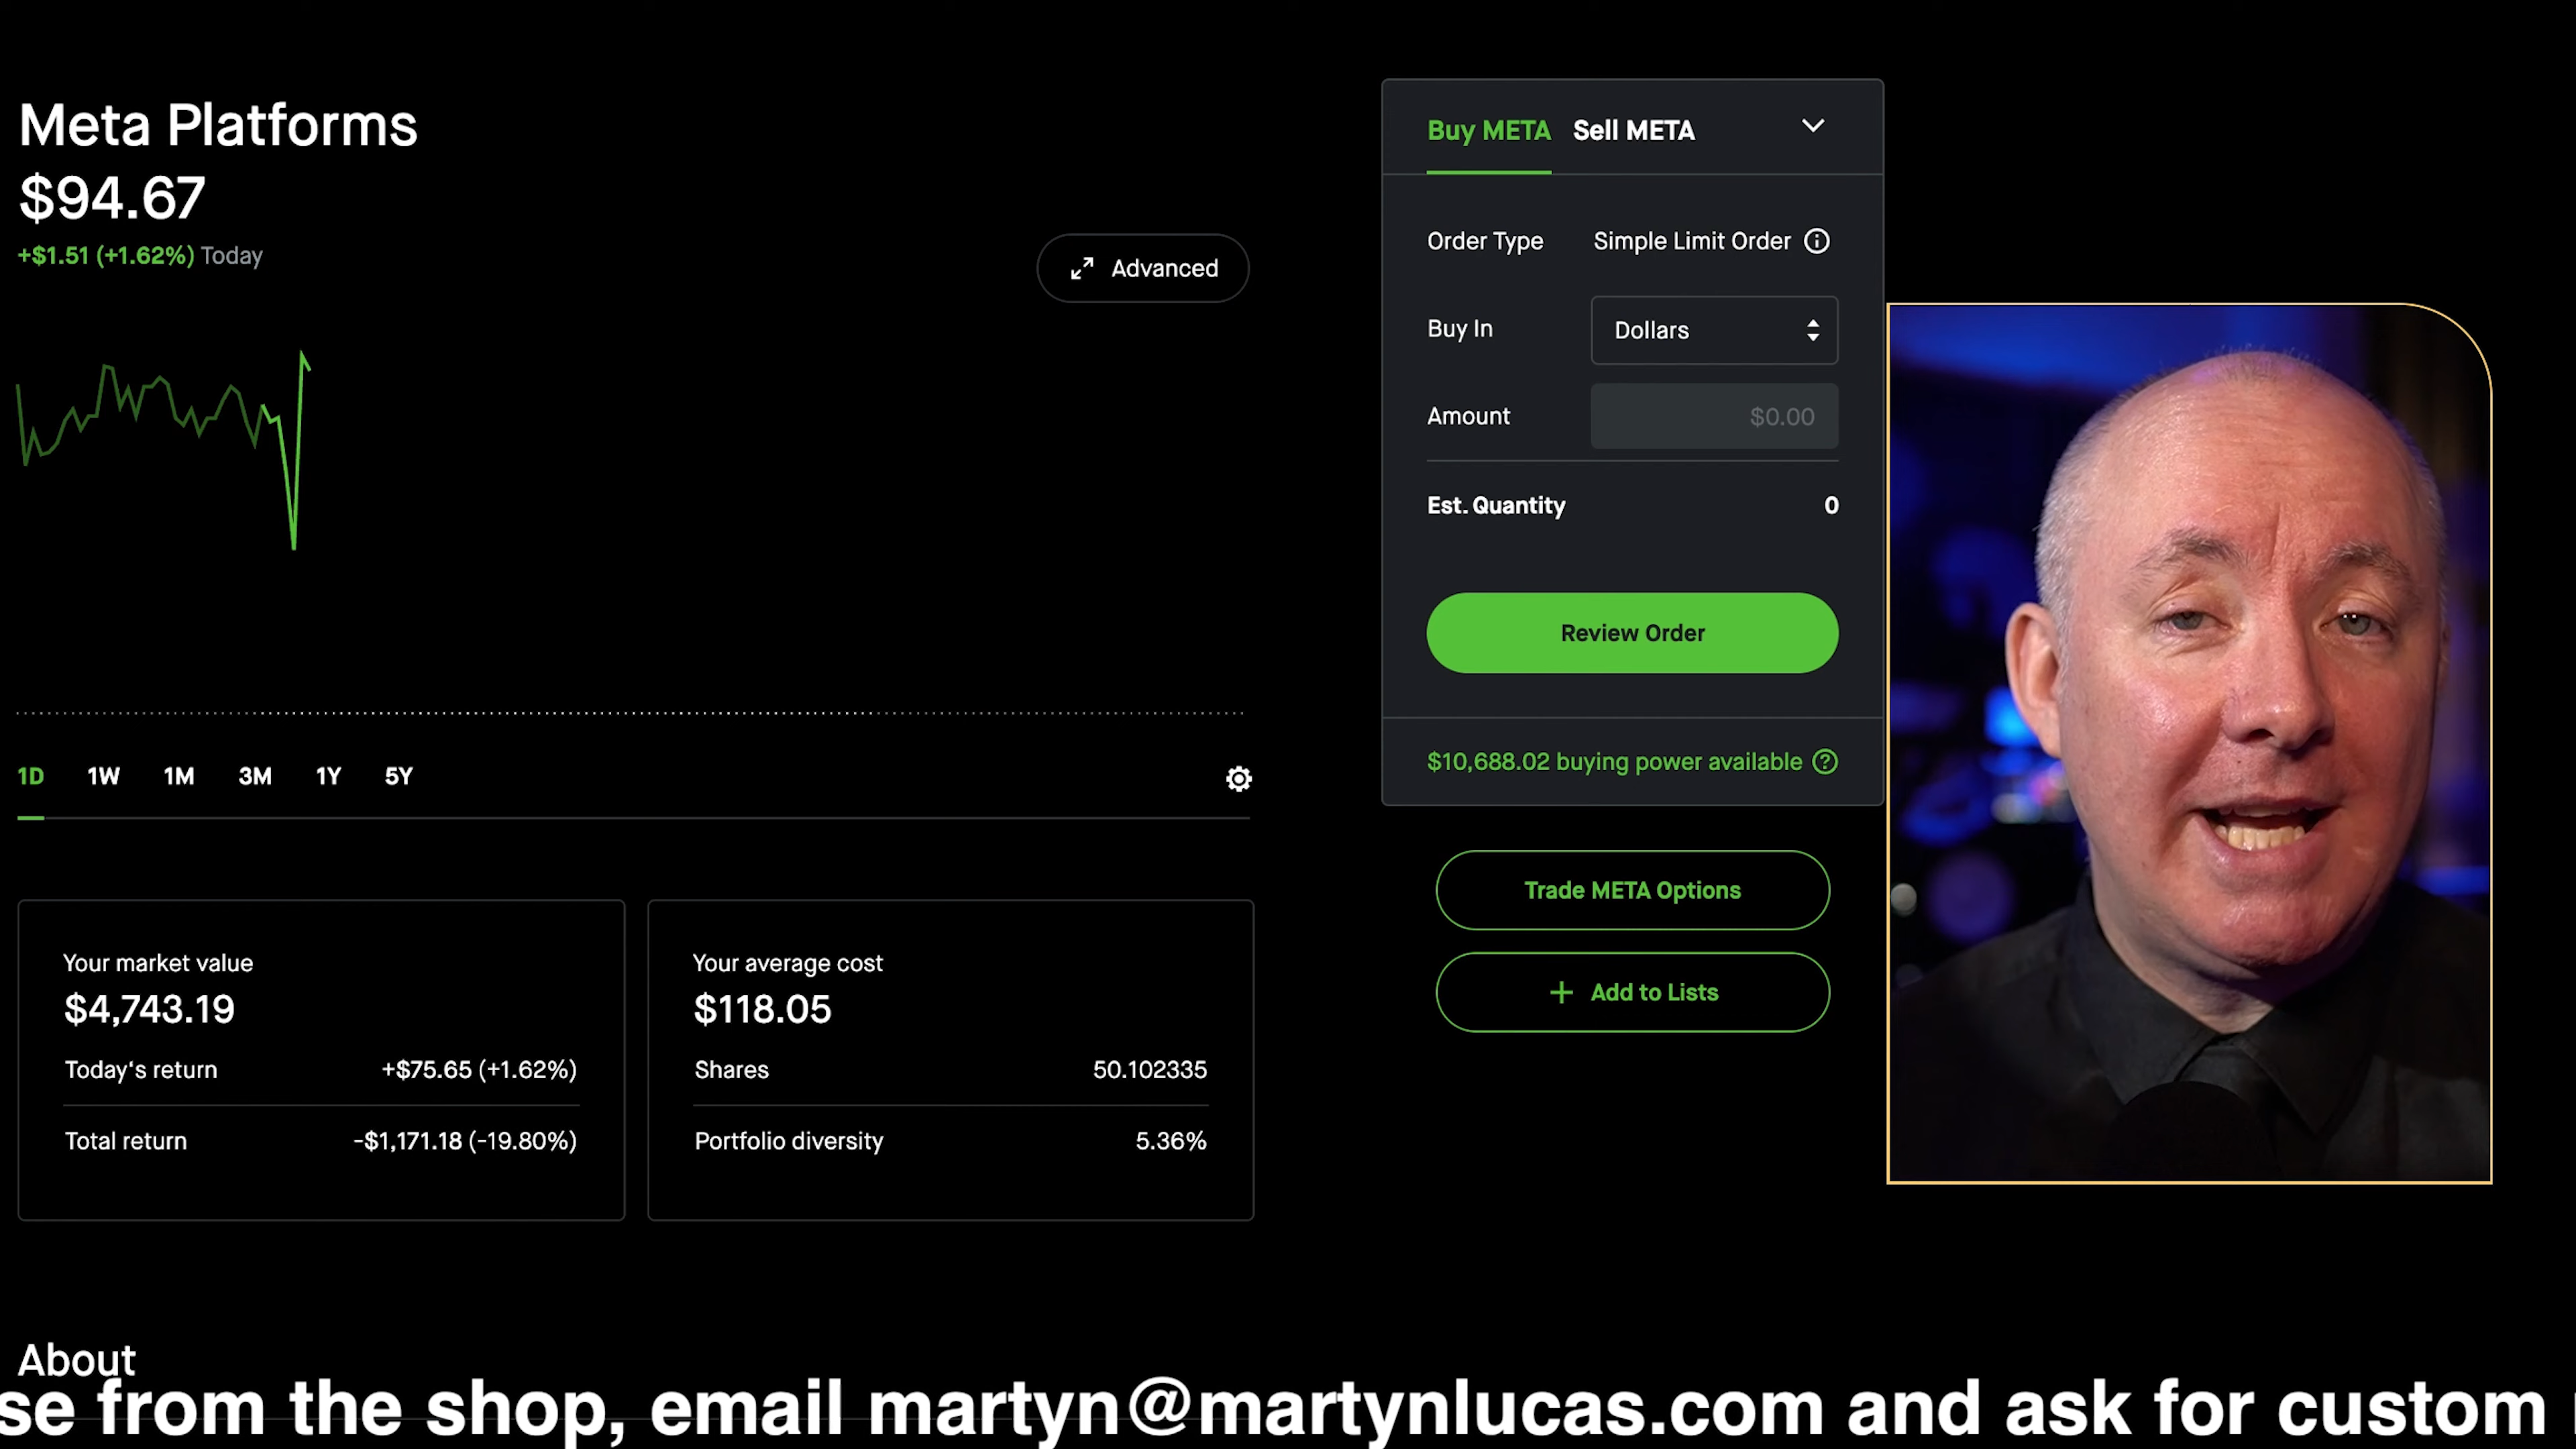 Meta Platforms
$94.67
+$1.51 (+1.62%) Today
Advanced
1D 1W 1M 3M 1Y 5Y
Your market value
$4,743.19
Today's return +$75.65 (+1.62%)
Total return -$1,171.18 (-19.80%)
Your average cost
$118.05
Shares 50.102335
Portfolio diversity 5.36%
Buy META Sell META
Order Type Simple Limit Order
Buy In Dollars
Amount $0.00
Est. Quantity 0
Review Order
$10,688.02 buying power available
Trade META Options
+ Add to Lists
About
se from the shop, email martyn@martynlucas.com and ask for custom